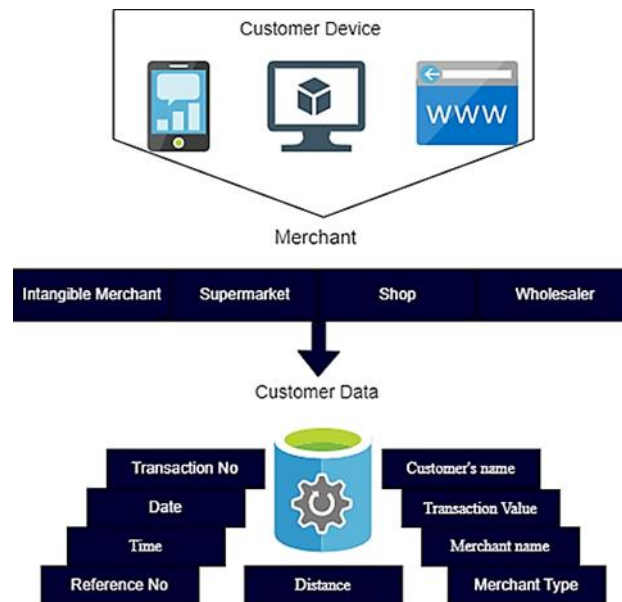 Customer Device
WWW
Merchant
Intangible Merchant Supermarket Shop Wholesaler
Customer Data
Transaction No Customer's name
Date Transaction Value
Time Merchant name
Reference No Distance Merchant Type